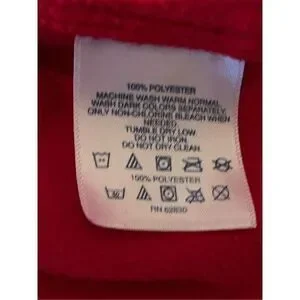 100% POLYESTER
MACHINE WASH WARM NORMAL.
WASH DARK COLORS SEPARATELY.
ONLY NON-CHLORINE BLEACH WHEN
NEEDED.
TUMBLE DRY LOW.
DO NOT IRON.
DO NOT DRY CLEAN.
100% POLYESTER
RN 62830